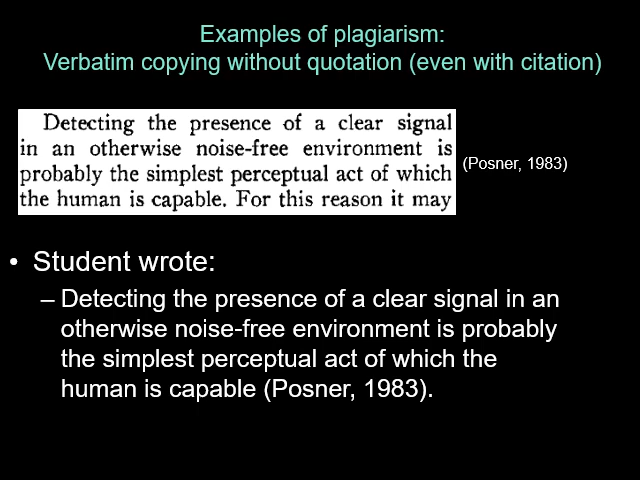 Examples of plagiarism:
Verbatim copying without quotation (even with citation)
Detecting the presence of a clear signal
in an otherwise noise-free environment is
probably the simplest perceptual act of which
the human is capable. For this reason it may
(Posner, 1983)
• Student wrote:
– Detecting the presence of a clear signal in an
otherwise noise-free environment is probably
the simplest perceptual act of which the
human is capable (Posner, 1983).